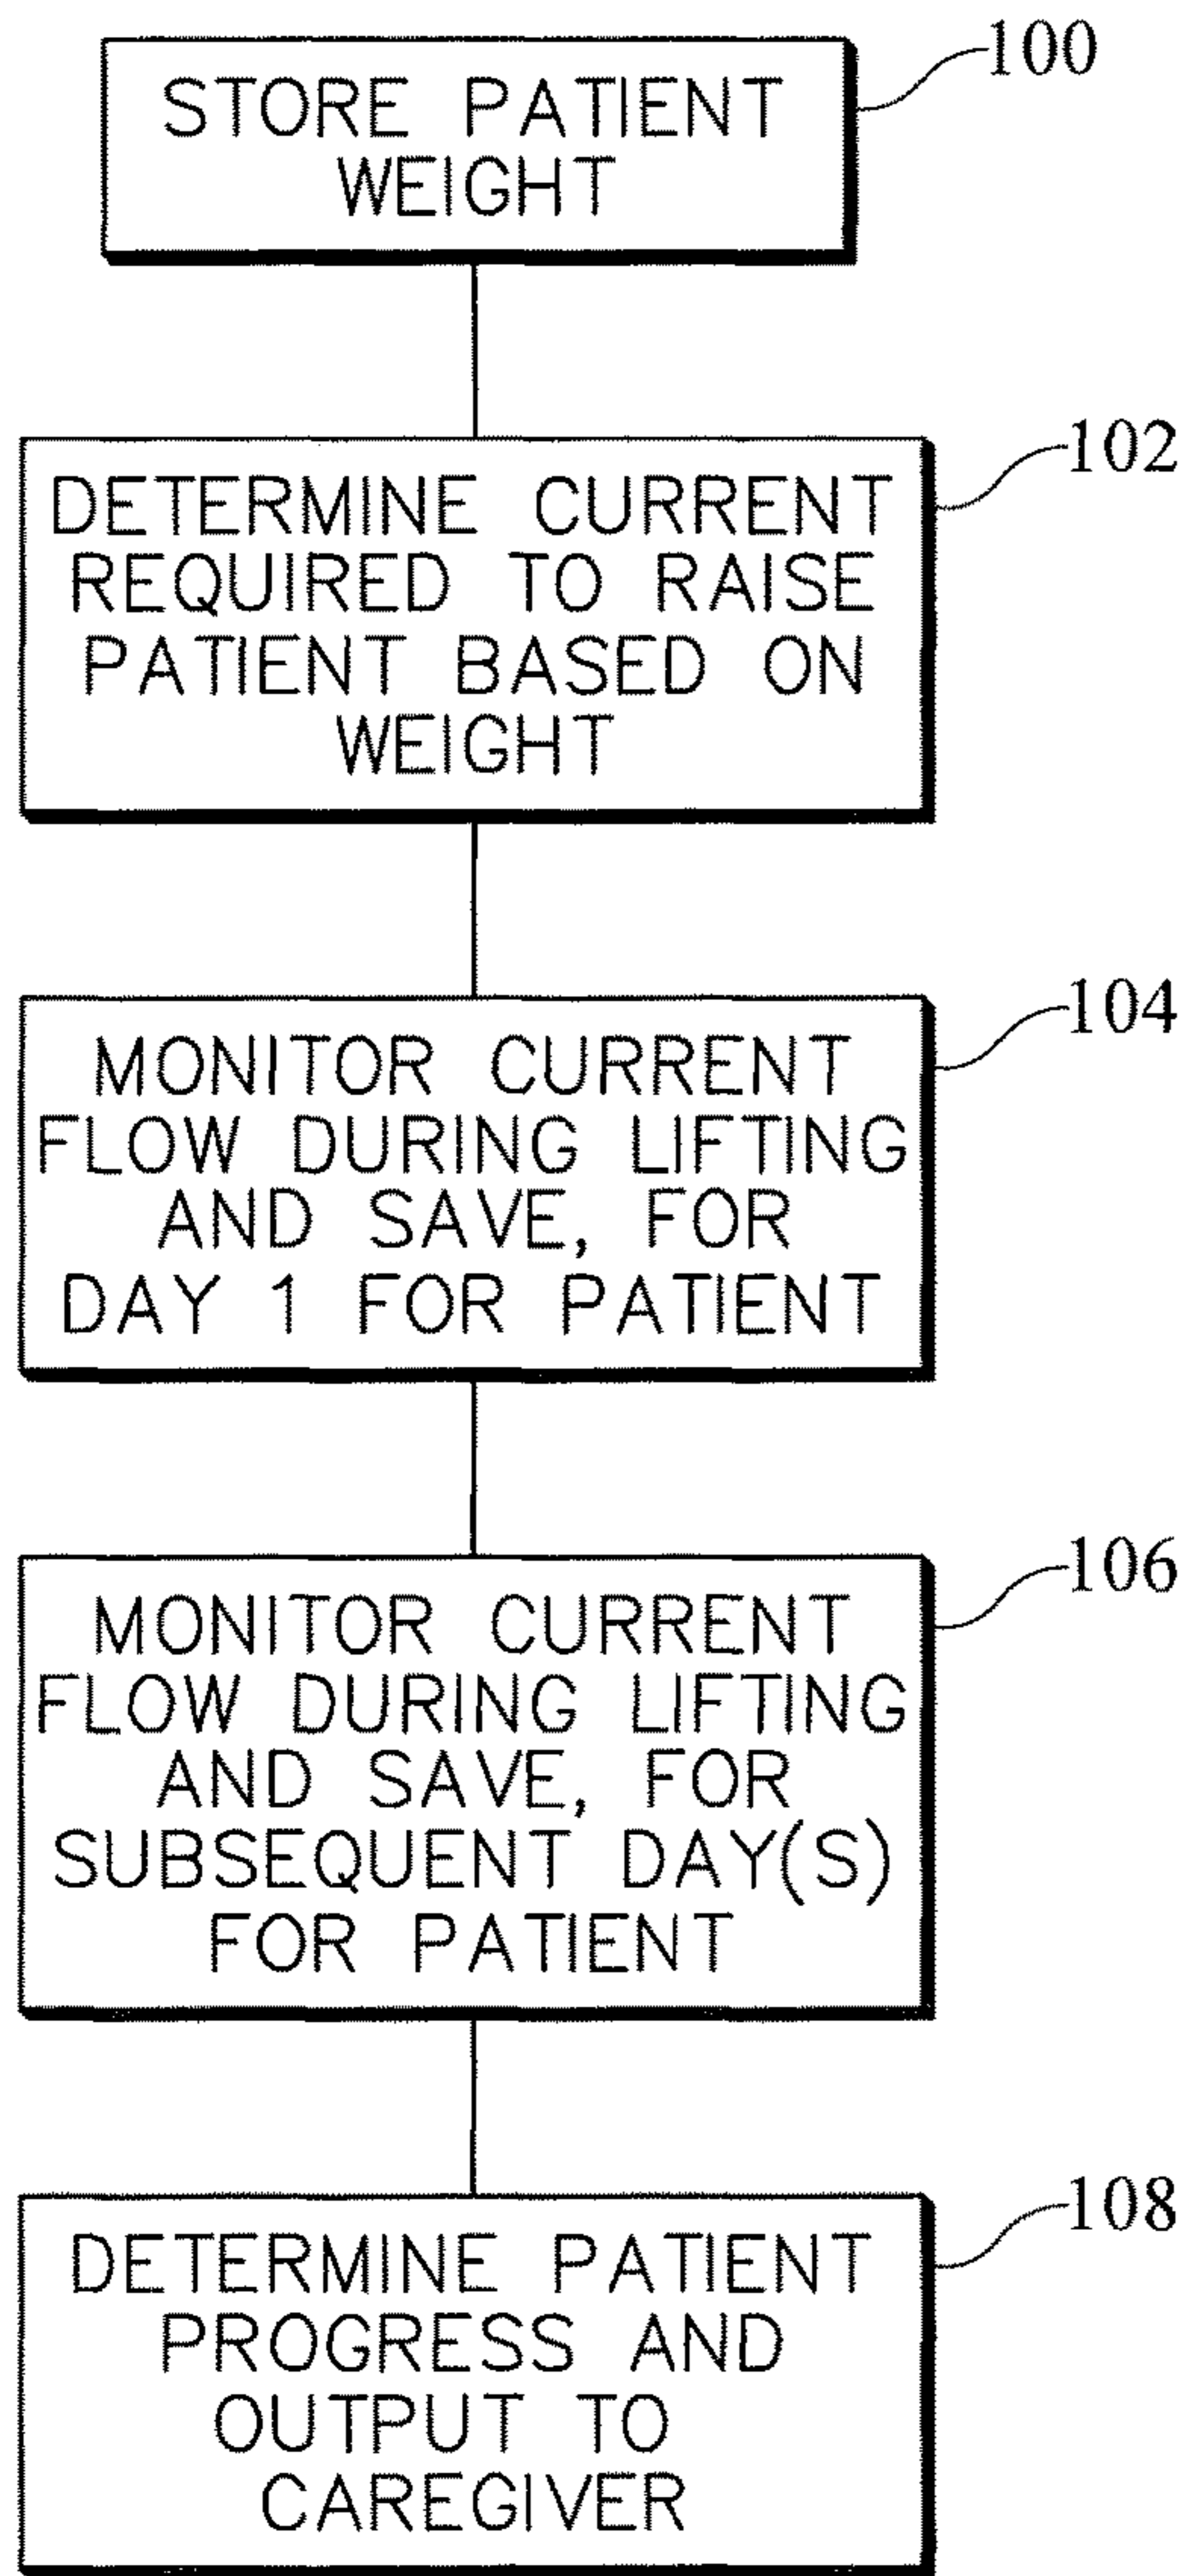 100
STORE PATIENT
WEIGHT
102
DETERMINE CURRENT
REQUIRED TO RAISE
PATIENT BASED ON
WEIGHT
104
MONITOR CURRENT
FLOW DURING LIFTING
AND SAVE, FOR
DAY 1 FOR PATIENT
106
MONITOR CURRENT
FLOW DURING LIFTING
AND SAVE, FOR
SUBSEQUENT DAY(S)
FOR PATIENT
108
DETERMINE PATIENT
PROGRESS AND
OUTPUT TO
CAREGIVER